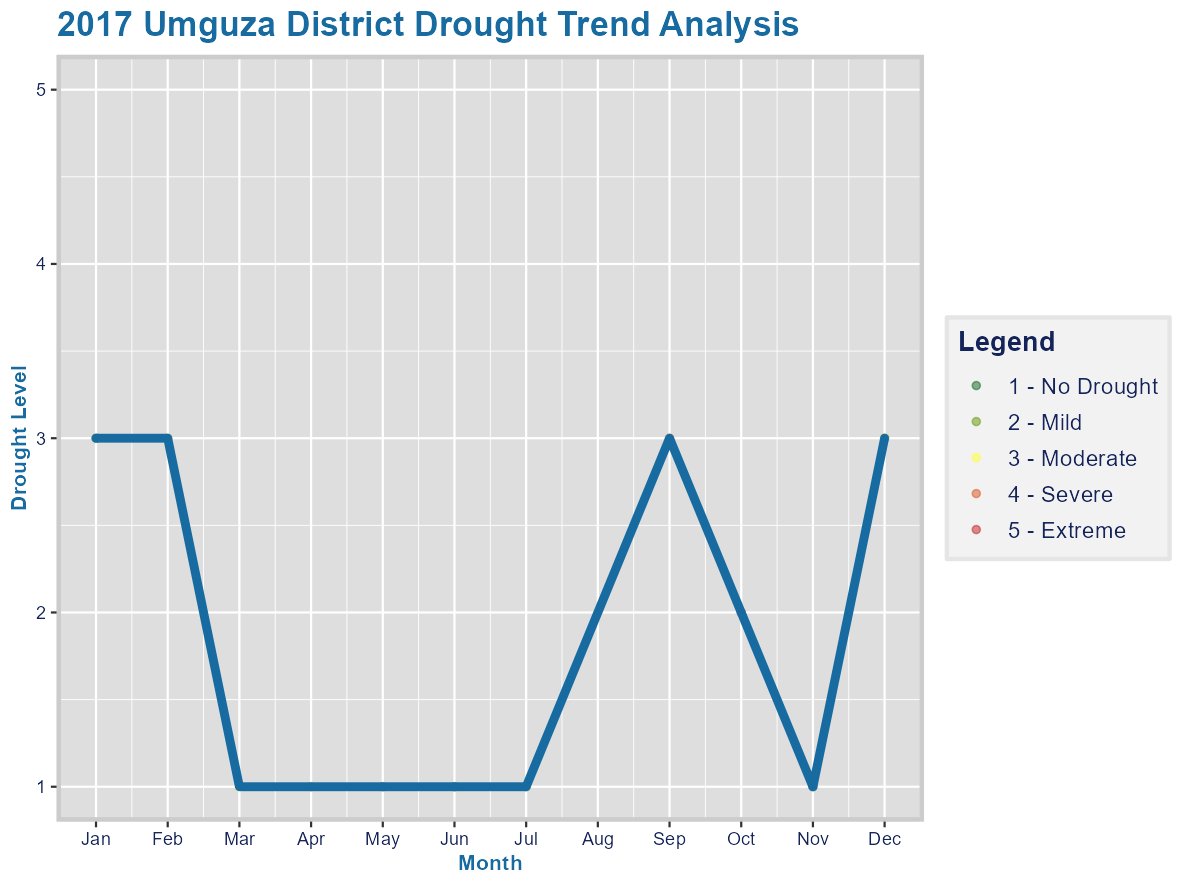 2017 Umguza District Drought Trend Analysis
Drought Level
5
4
3
2
1
Jan Feb Mar Apr May Jun Jul Aug Sep Oct Nov Dec
Month
Legend
1 - No Drought
2 - Mild
3 - Moderate
4 - Severe
5 - Extreme